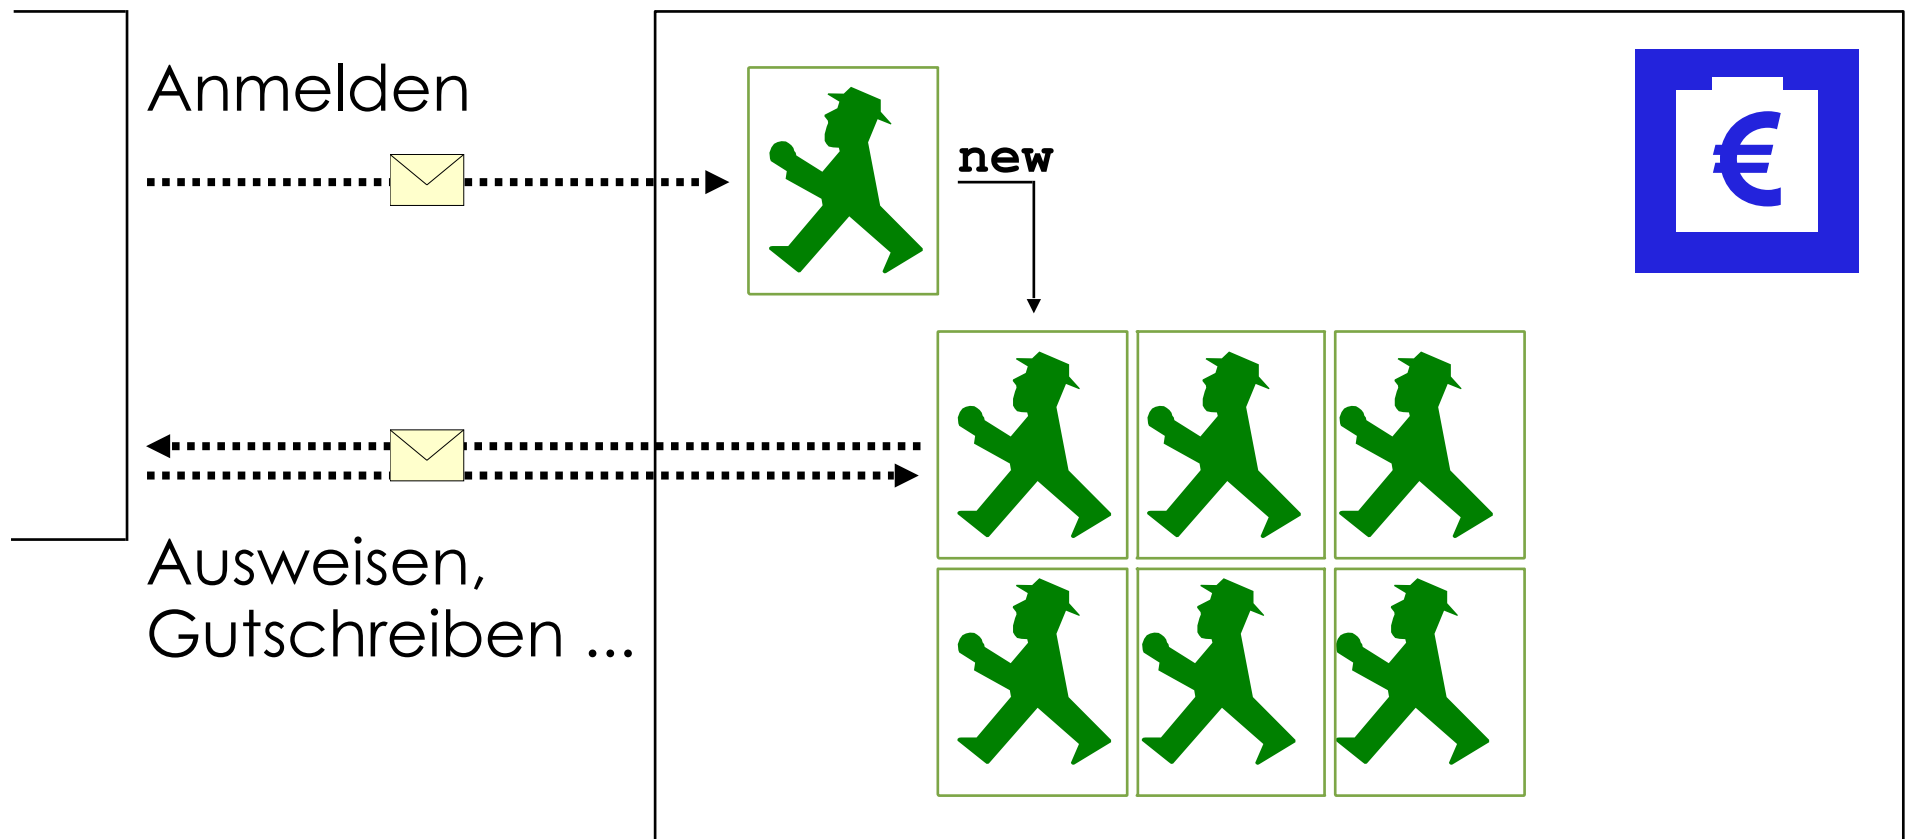 Anmelden
new
€
Ausweisen,
Gutschreiben ...